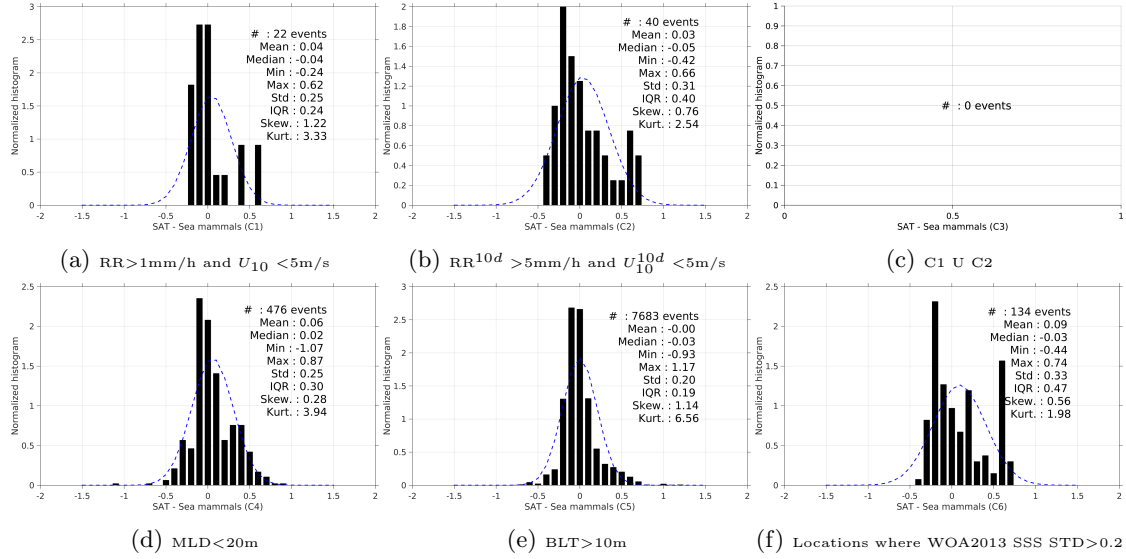 3
2.5
2
1.5
1
0.5
0
-2
-1.5
-1
-0.5
0
0.5
1
1.5
2
Normalized histogram
SAT - Sea mammals (C1)
# : 22 events
Mean : 0.04
Median : -0.04
Min : -0.24
Max : 0.62
Std : 0.25
IQR : 0.24
Skew. : 1.22
Kurt. : 3.33
(a) RR>1mm/h and U10 <5m/s
2
1.8
1.6
1.4
1.2
1
0.8
0.6
0.4
0.2
0
-2
-1.5
-1
-0.5
0
0.5
1
1.5
2
Normalized histogram
SAT - Sea mammals (C2)
# : 40 events
Mean : 0.03
Median : -0.05
Min : -0.42
Max : 0.66
Std : 0.31
IQR : 0.40
Skew. : 0.76
Kurt. : 2.54
(b) RR^10d >5mm/h and U10^10d <5m/s
1
0.9
0.8
0.7
0.6
0.5
0.4
0.3
0.2
0.1
0
0
0.5
1
Normalized histogram
SAT - Sea mammals (C3)
# : 0 events
(c) C1 U C2
2.5
2
1.5
1
0.5
0
-2
-1.5
-1
-0.5
0
0.5
1
1.5
2
Normalized histogram
SAT - Sea mammals (C4)
# : 476 events
Mean : 0.06
Median : 0.02
Min : -1.07
Max : 0.87
Std : 0.25
IQR : 0.30
Skew. : 0.28
Kurt. : 3.94
(d) MLD<20m
3
2.5
2
1.5
1
0.5
0
-2
-1.5
-1
-0.5
0
0.5
1
1.5
2
Normalized histogram
SAT - Sea mammals (C5)
# : 7683 events
Mean : -0.00
Median : -0.03
Min : -0.93
Max : 1.17
Std : 0.20
IQR : 0.19
Skew. : 1.14
Kurt. : 6.56
(e) BLT>10m
2.5
2
1.5
1
0.5
0
-2
-1.5
-1
-0.5
0
0.5
1
1.5
2
Normalized histogram
SAT - Sea mammals (C6)
# : 134 events
Mean : 0.09
Median : -0.03
Min : -0.44
Max : 0.74
Std : 0.33
IQR : 0.47
Skew. : 0.56
Kurt. : 1.98
(f) Locations where WOA2013 SSS STD>0.2